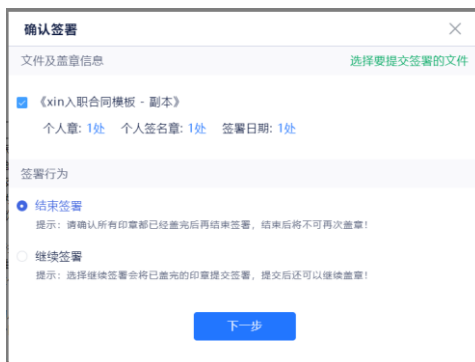 确认签署
文件及盖章信息 选择要提交签署的文件
《xin入职合同模板 - 副本》
个人章: 1处 个人签名章: 1处 签署日期: 1处
签署行为
结束签署
提示：请确认所有印章都已经盖完后再结束签署，结束后将不可再次盖章!
继续签署
提示：选择继续签署会将已盖完的印章提交签署，提交后还可以继续盖章!
下一步